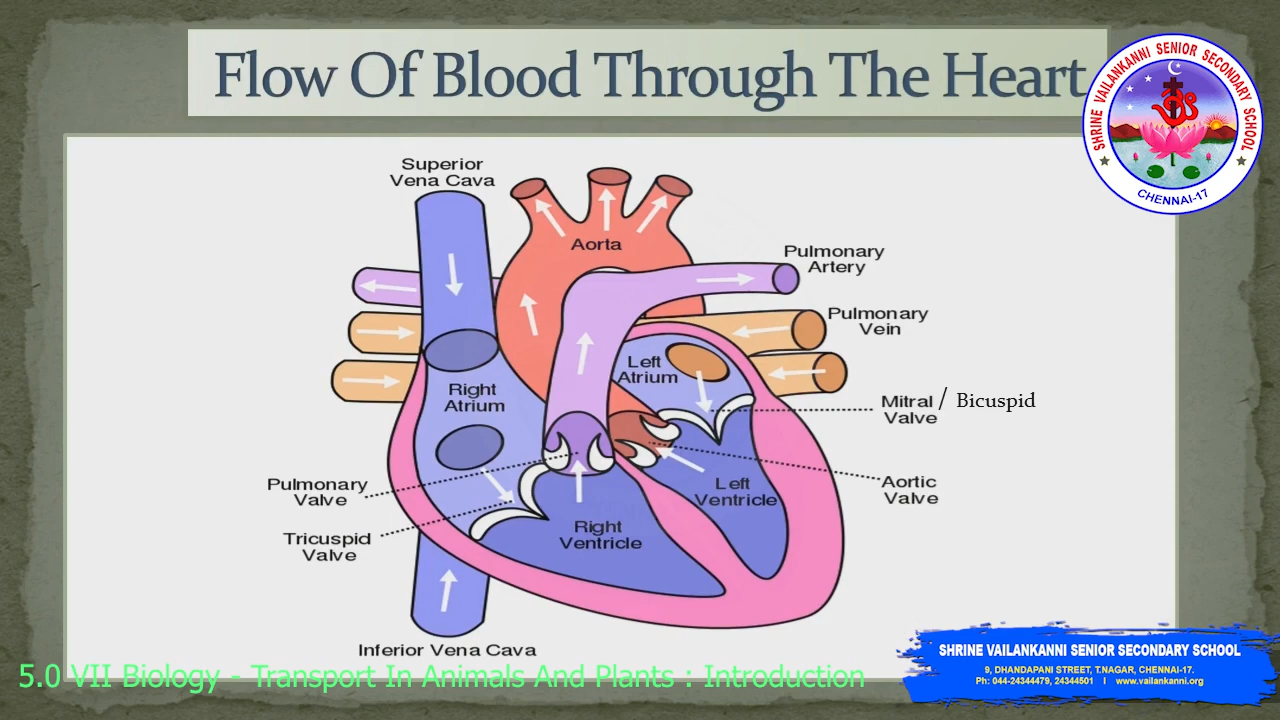 Flow Of Blood Through The Heart
SHRINE VAILANKANNI SENIOR SECONDARY SCHOOL
CHENNAI-17
Superior
Vena Cava
Aorta
Pulmonary
Artery
Pulmonary
Vein
Left
Atrium
Right
Atrium
Mitral / Bicuspid
Valve
Pulmonary
Valve
Left
Ventricle
Aortic
Valve
Tricuspid
Valve
Right
Ventricle
Inferior Vena Cava
5.0 VII Biology - Transport In Animals And Plants : Introduction
SHRINE VAILANKANNI SENIOR SECONDARY SCHOOL
9, DHANDAPANI STREET, T.NAGAR, CHENNAI-17.
Ph: 044-24344479, 24344501 I www.vailankanni.org